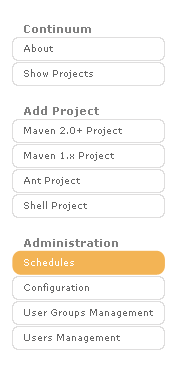 Continuum
About
Show Projects
Add Project
Maven 2.0+ Project
Maven 1.x Project
Ant Project
Shell Project
Administration
Schedules
Configuration
User Groups Management
Users Management